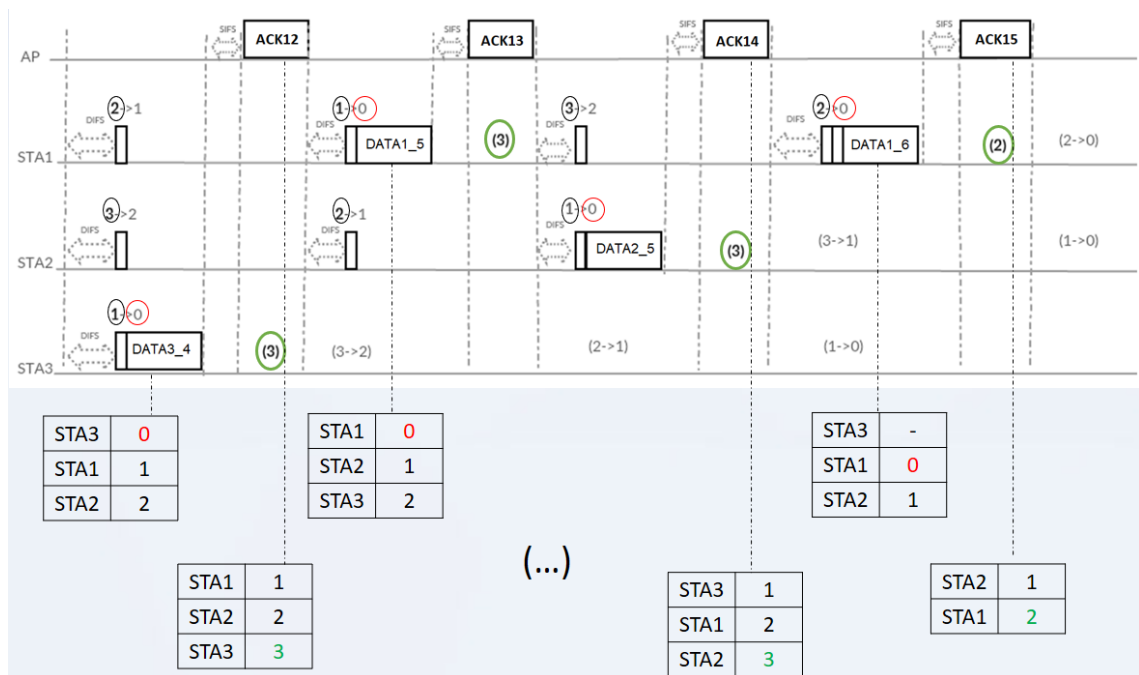 SIFS ACK12 SIFS ACK13 SIFS ACK14 SIFS ACK15
AP
2->1 1->0 3->2 2->0
DIFS DIFS DIFS DIFS
DATA1_5 (3) DATA1_6 (2) (2->0)
STA1
3->2 2->1 1->0
DIFS DIFS DIFS
DATA2_5 (3) (3->1) (1->0)
STA2
1->0
DIFS
DATA3_4 (3) (3->2) (2->1) (1->0)
STA3
STA3 0
STA1 1
STA2 2
STA1 0
STA2 1
STA3 2
STA3 -
STA1 0
STA2 1
(...)
STA1 1
STA2 2
STA3 3
STA3 1
STA1 2
STA2 3
STA2 1
STA1 2